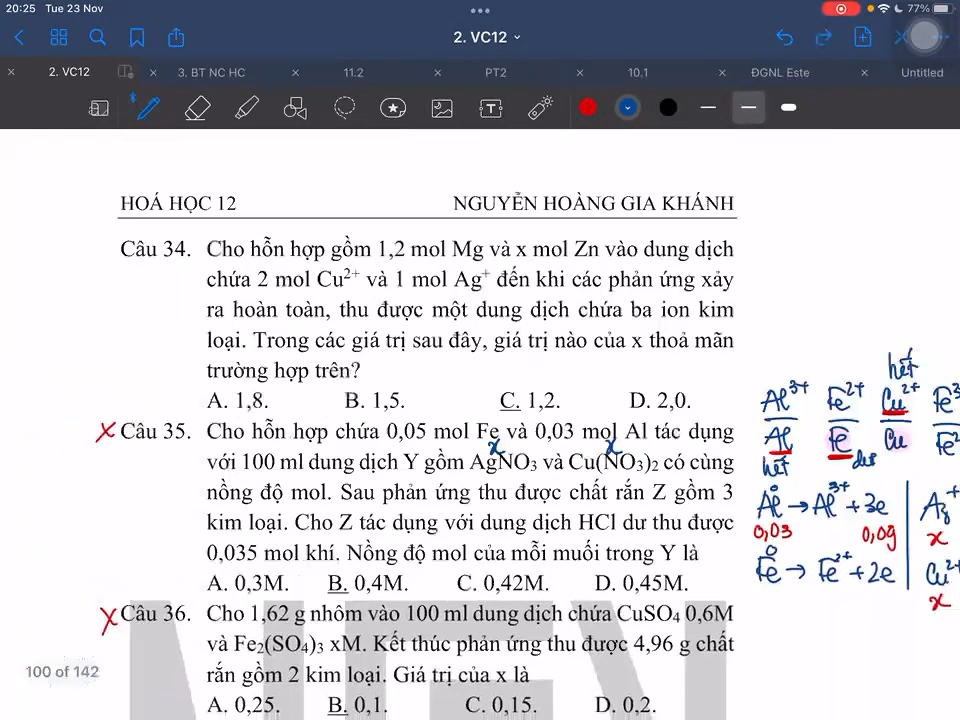 20:25 Tue 23 Nov
77%
2. VC12
2. VC12
3. BT NC HC
11.2
PT2
10.1
ĐGNL Este
Untitled
HOÁ HỌC 12 NGUYỄN HOÀNG GIA KHÁNH
Câu 34. Cho hỗn hợp gồm 1,2 mol Mg và x mol Zn vào dung dịch
chứa 2 mol Cu²⁺ và 1 mol Ag⁺ đến khi các phản ứng xảy
ra hoàn toàn, thu được một dung dịch chứa ba ion kim
loại. Trong các giá trị sau đây, giá trị nào của x thoả mãn
trường hợp trên?
A. 1,8. B. 1,5. C. 1,2. D. 2,0.
x Câu 35. Cho hỗn hợp chứa 0,05 mol Fe và 0,03 mol Al tác dụng
x x
với 100 ml dung dịch Y gồm AgNO₃ và Cu(NO₃)₂ có cùng
nồng độ mol. Sau phản ứng thu được chất rắn Z gồm 3
kim loại. Cho Z tác dụng với dung dịch HCl dư thu được
0,035 mol khí. Nồng độ mol của mỗi muối trong Y là
A. 0,3M. B. 0,4M. C. 0,42M. D. 0,45M.
x Câu 36. Cho 1,62 g nhôm vào 100 ml dung dịch chứa CuSO₄ 0,6M
và Fe₂(SO₄)₃ xM. Kết thúc phản ứng thu được 4,96 g chất
rắn gồm 2 kim loại. Giá trị của x là
A. 0,25. B. 0,1. C. 0,15. D. 0,2.
100 of 142
hết
Al³⁺ Fe²⁺ Cu²⁺ Fe³
Al Fe Cu Fe²
hết dư
Al⁰ → Al³⁺ + 3e Ag⁺
0,03 0,09 x
Fe⁰ → Fe²⁺ + 2e Cu²⁺
x